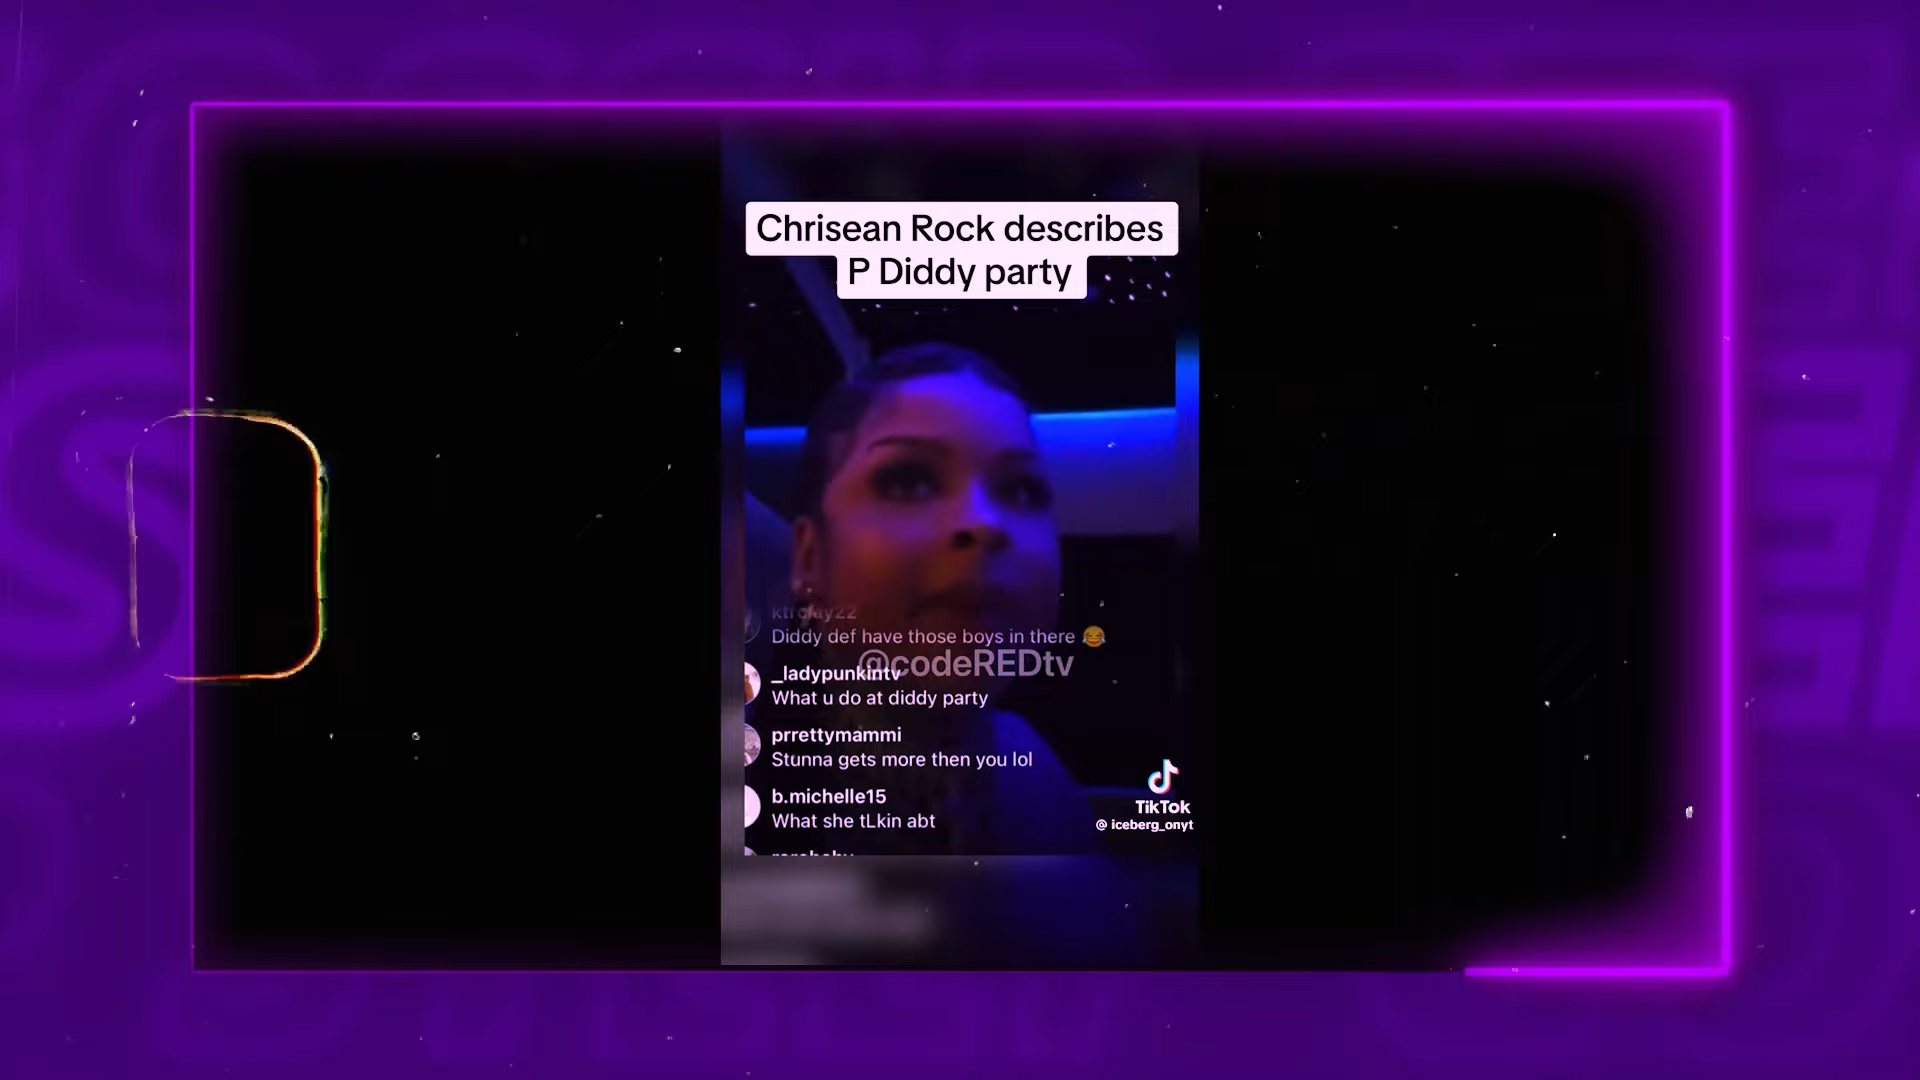 Chrisean Rock describes
P Diddy party
ktrclay22
Diddy def have those boys in there 😂
@codeREDtv
_ladypunkintv
What u do at diddy party
prrettymammi
Stunna gets more then you lol
b.michelle15
What she tLkin abt
TikTok
@ iceberg_onyt